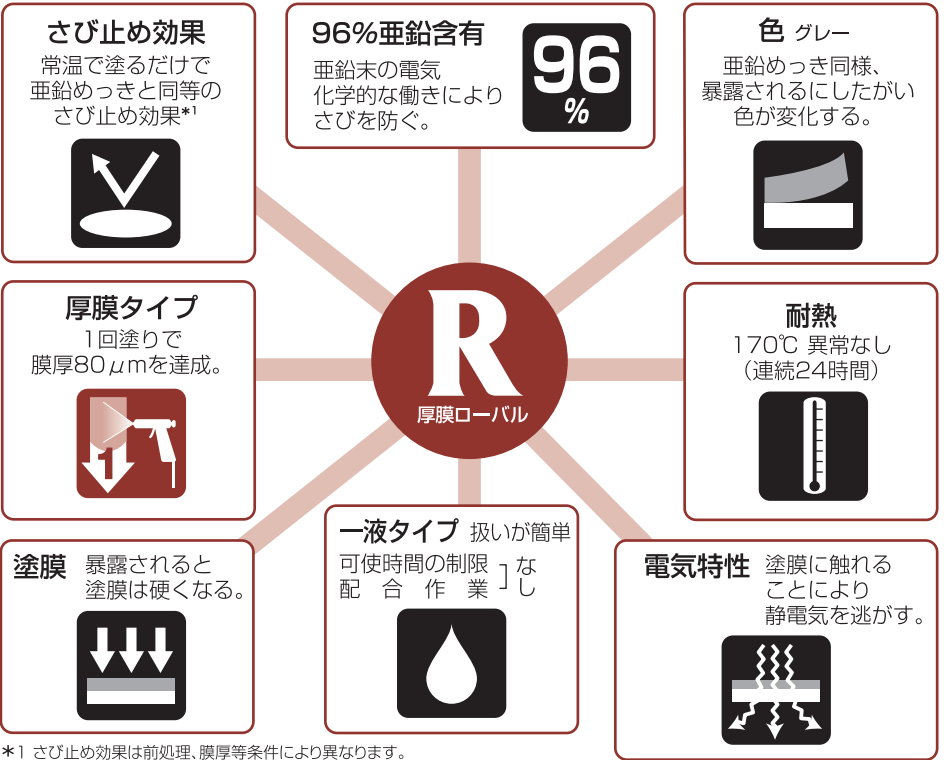 さび止め効果
常温で塗るだけで
亜鉛めっきと同等の
さび止め効果*1
96%亜鉛含有
亜鉛末の電気
化学的な働きにより
さびを防ぐ。
96
%
色 グレー
亜鉛めっき同様、
暴露されるにしたがい
色が変化する。
厚膜タイプ
1回塗りで
膜厚80μmを達成。
1
R
厚膜ローバル
耐熱
170℃ 異常なし
(連続24時間)
塗膜 暴露されると
塗膜は硬くなる。
一液タイプ 扱いが簡単
可使時間の制限
配合作業
なし
電気特性 塗膜に触れる
ことにより
静電気を逃がす。
*1 さび止め効果は前処理、膜厚等条件により異なります。